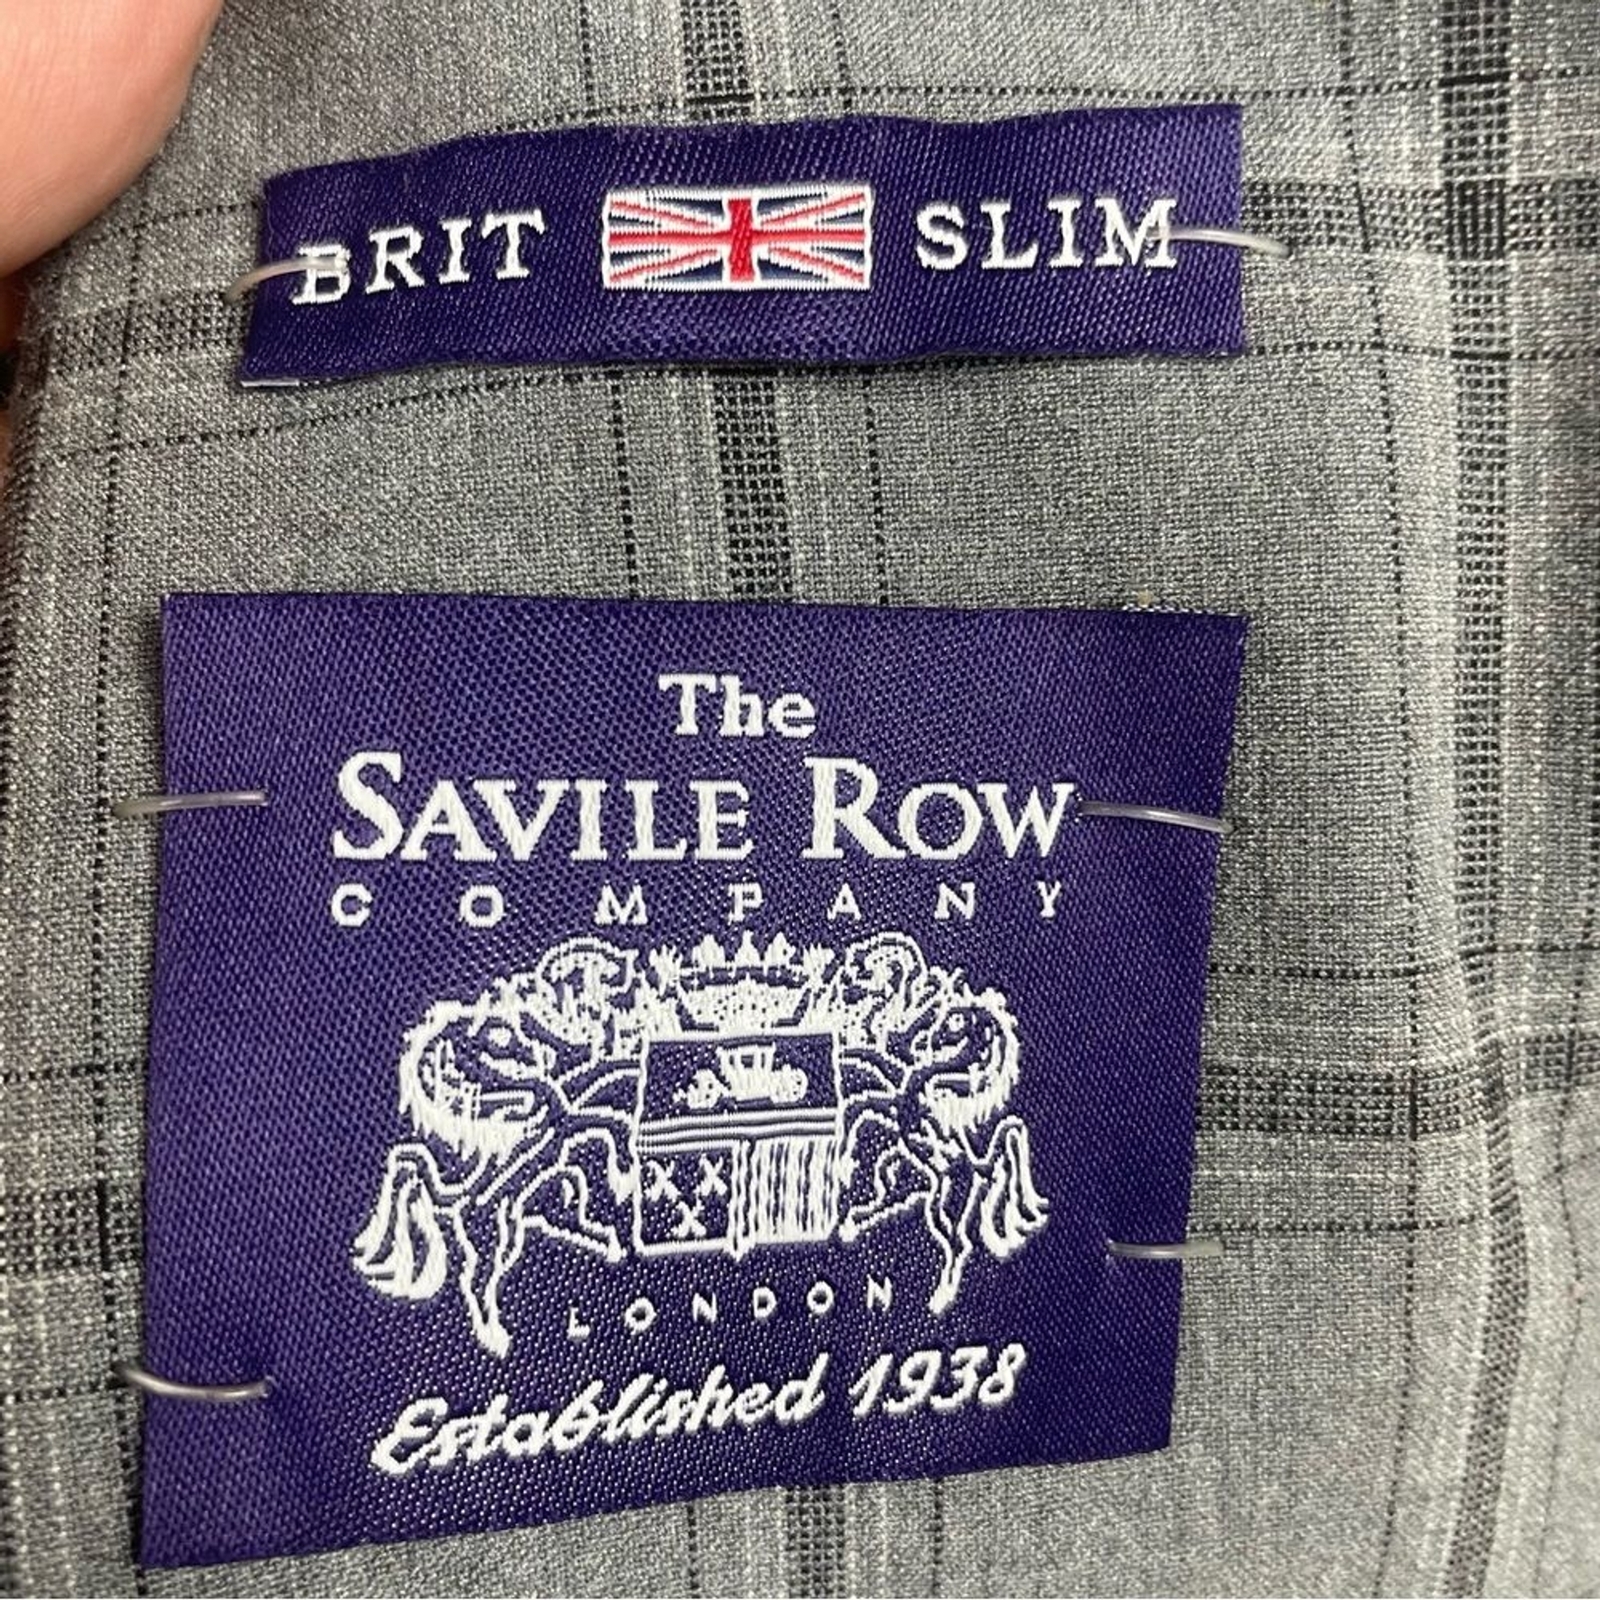 BRIT SLIM
The
SAVILE ROW
COMPANY
LONDON
Established 1938